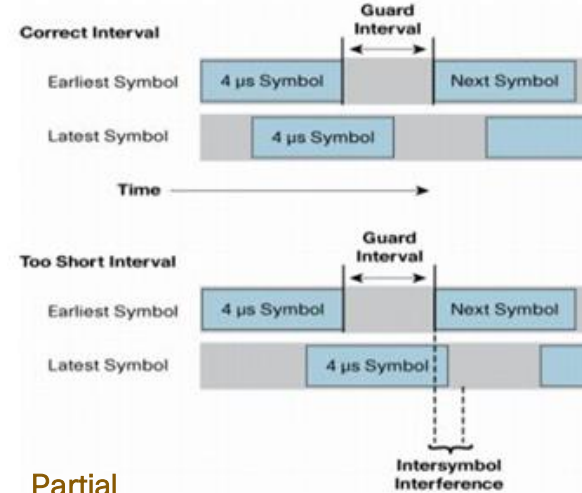 Guard
Interval
Correct Interval
Earliest Symbol
4 µs Symbol
Next Symbol
Latest Symbol
4 µs Symbol
Time
Guard
Interval
Too Short Interval
Earliest Symbol
4 µs Symbol
Next Symbol
Latest Symbol
4 µs Symbol
Intersymbol
Interference
Partial